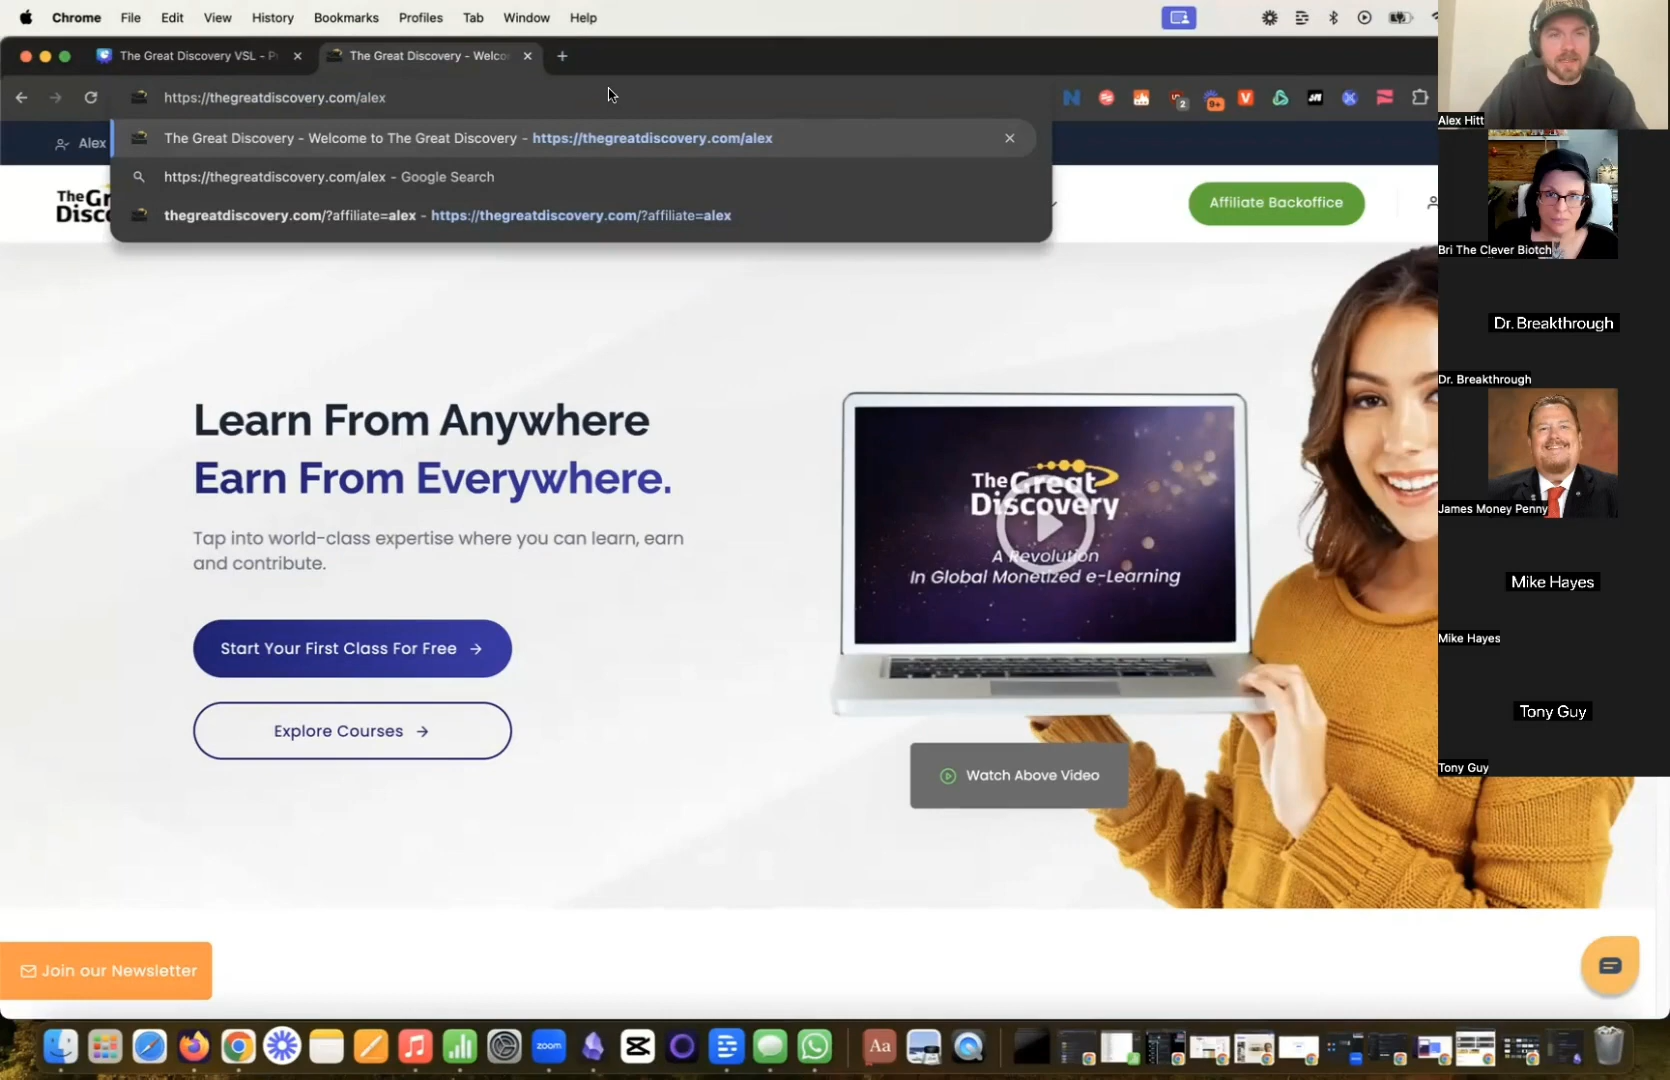 Chrome File Edit View History Bookmarks Profiles Tab Window Help
The Great Discovery VSL - P
The Great Discovery - Welco
https://thegreatdiscovery.com/alex
2
9+
The Great Discovery - Welcome to The Great Discovery - https://thegreatdiscovery.com/alex
https://thegreatdiscovery.com/alex - Google Search
thegreatdiscovery.com/?affiliate=alex - https://thegreatdiscovery.com/?affiliate=alex
Alex
Affiliate Backoffice
Learn From Anywhere
Earn From Everywhere.
Tap into world-class expertise where you can learn, earn
and contribute.
Start Your First Class For Free
Explore Courses
The Great
Discovery
A Revolution
In Global Monetized e-Learning
Watch Above Video
Join our Newsletter
Alex Hitt
Bri The Clever Biotch
Dr. Breakthrough
Dr. Breakthrough
James Money Penny
Mike Hayes
Mike Hayes
Tony Guy
Tony Guy
zoom
Aa